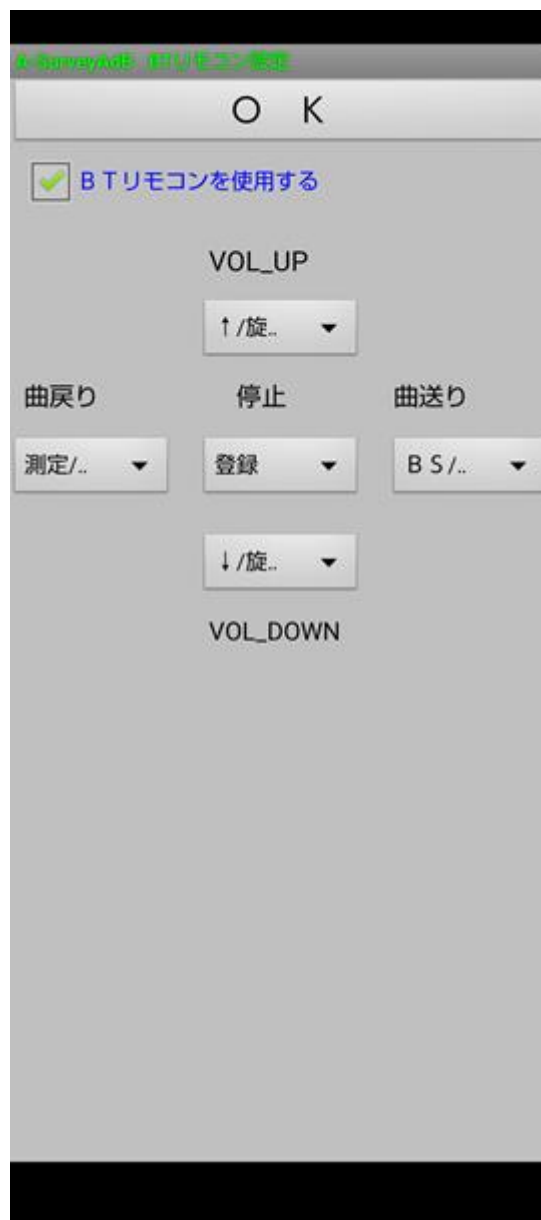 A-SurveyAdB BTリモコン設定
O K
BTリモコンを使用する
VOL_UP
↑/旋..
曲戻り 停止 曲送り
測定/.. 登録 BS/..
↓/旋..
VOL_DOWN